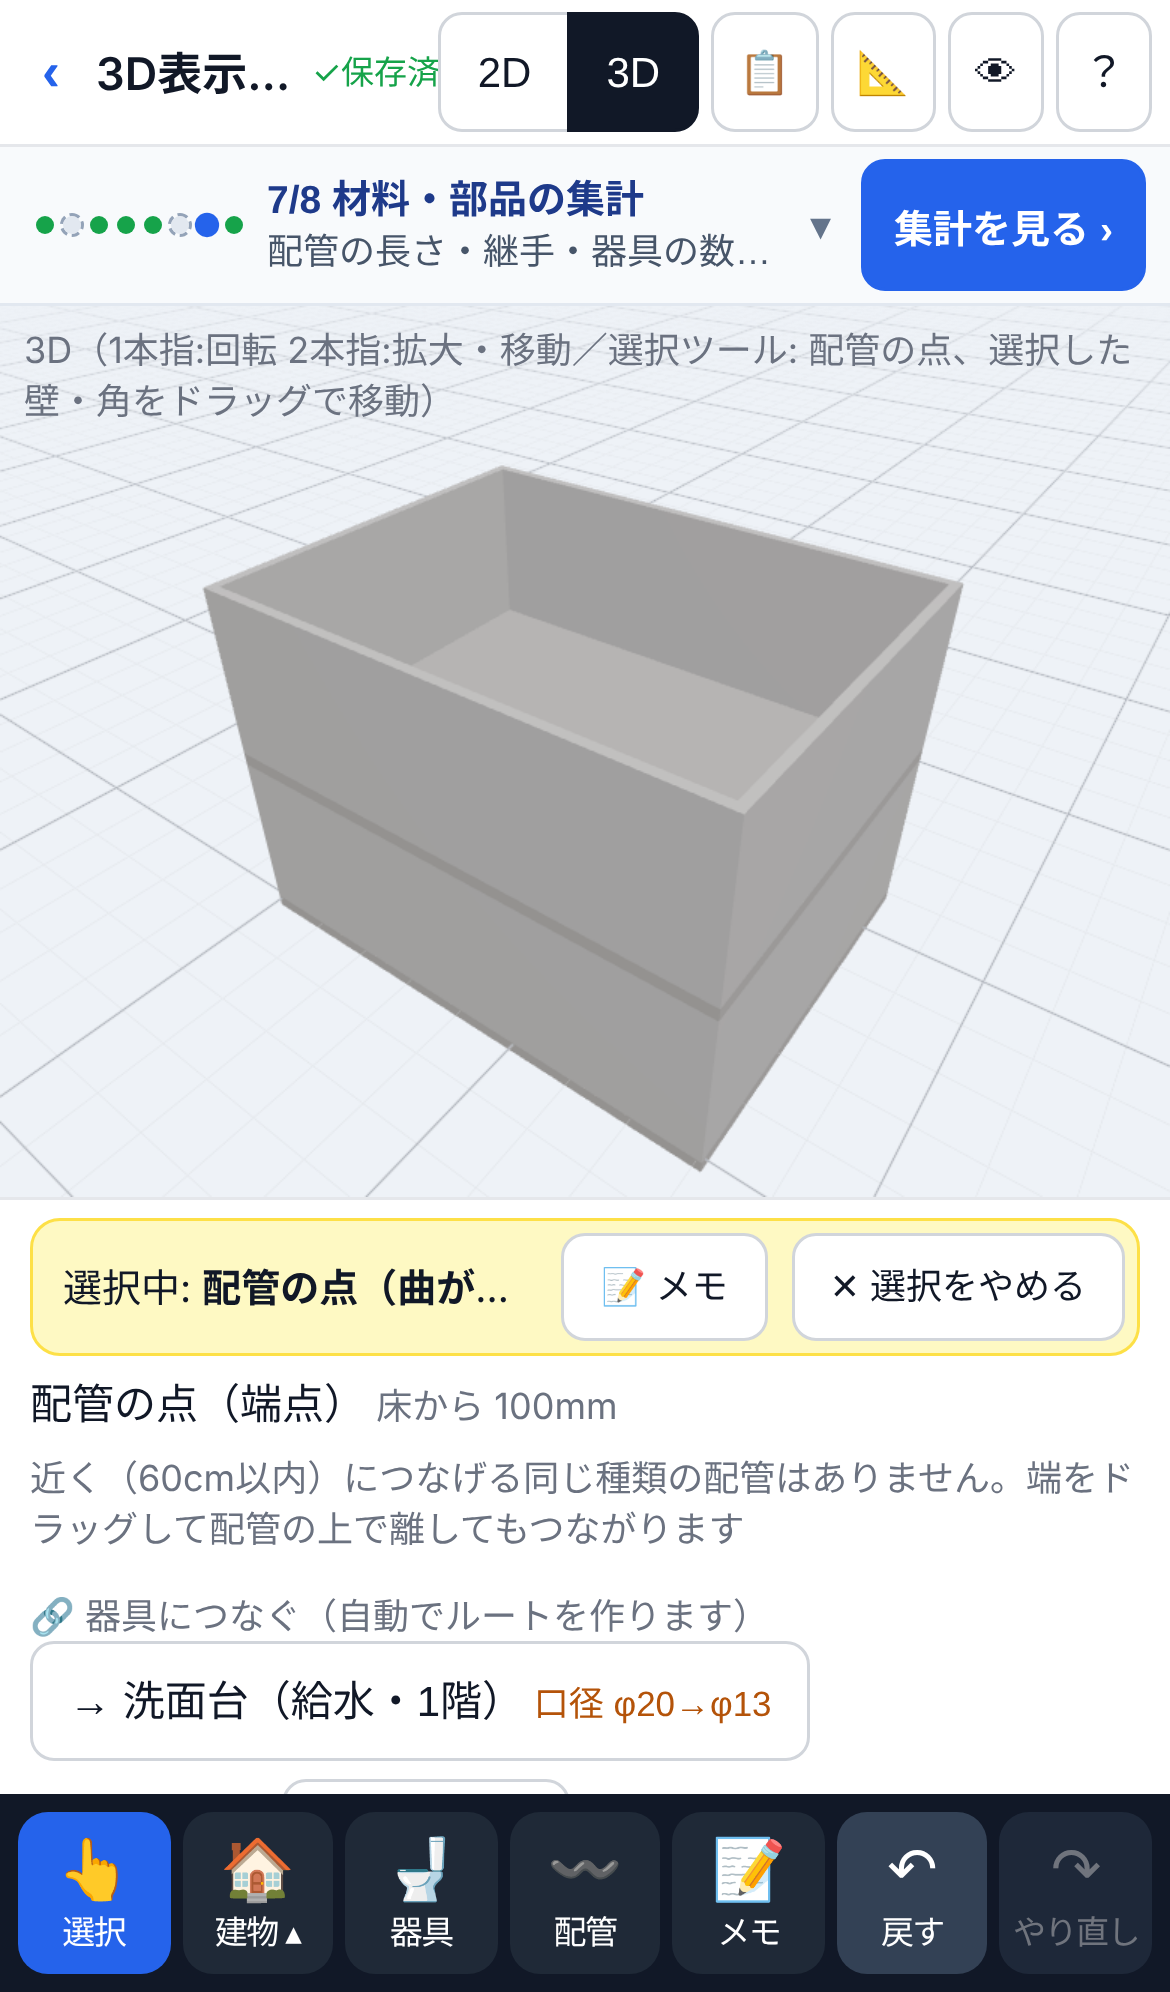 ‹ 3D表示… ✓保存済 2D 3D ?
7/8 材料・部品の集計
配管の長さ・継手・器具の数… ▼ 集計を見る ›
3D（1本指:回転 2本指:拡大・移動／選択ツール: 配管の点、選択した
壁・角をドラッグで移動）
選択中: 配管の点（曲が… 📝 メモ ✕ 選択をやめる
配管の点（端点） 床から 100mm
近く（60cm以内）につなげる同じ種類の配管はありません。端をド
ラッグして配管の上で離してもつながります
🔗 器具につなぐ（自動でルートを作ります）
→ 洗面台（給水・1階） 口径 φ20→φ13
選択 建物▲ 器具 配管 メモ 戻す やり直し